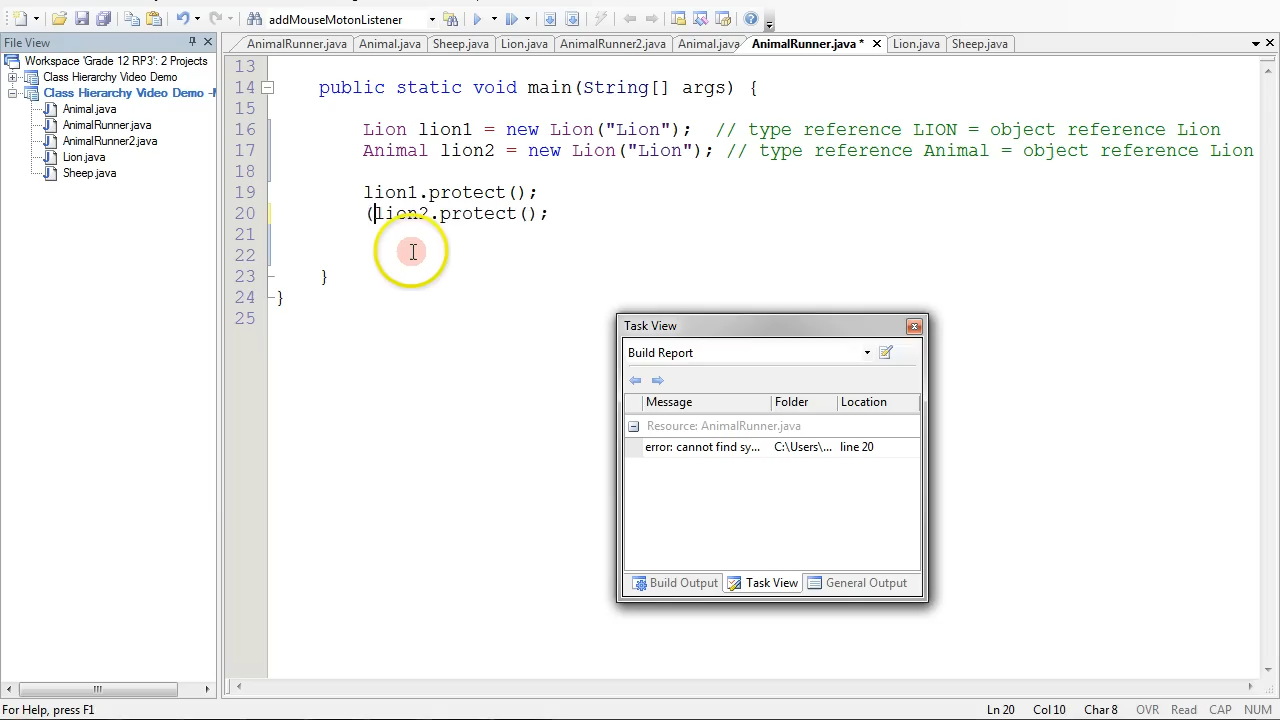 addMouseMotonListener
File View
AnimalRunner.java Animal.java Sheep.java Lion.java AnimalRunner2.java Animal.java AnimalRunner.java * Lion.java Sheep.java
Workspace 'Grade 12 RP3': 2 Projects
Class Hierarchy Video Demo
Class Hierarchy Video Demo -
Animal.java
AnimalRunner.java
AnimalRunner2.java
Lion.java
Sheep.java
13
14 public static void main(String[] args) {
15
16 Lion lion1 = new Lion("Lion"); // type reference LION = object reference Lion
17 Animal lion2 = new Lion("Lion"); // type reference Animal = object reference Lion
18
19 lion1.protect();
20 (lion2.protect();
21
22
23 }
24 }
25
Task View
Build Report
Message Folder Location
Resource: AnimalRunner.java
error: cannot find sy... C:\Users\... line 20
Build Output Task View General Output
For Help, press F1
Ln 20 Col 10 Char 8 OVR Read CAP NUM